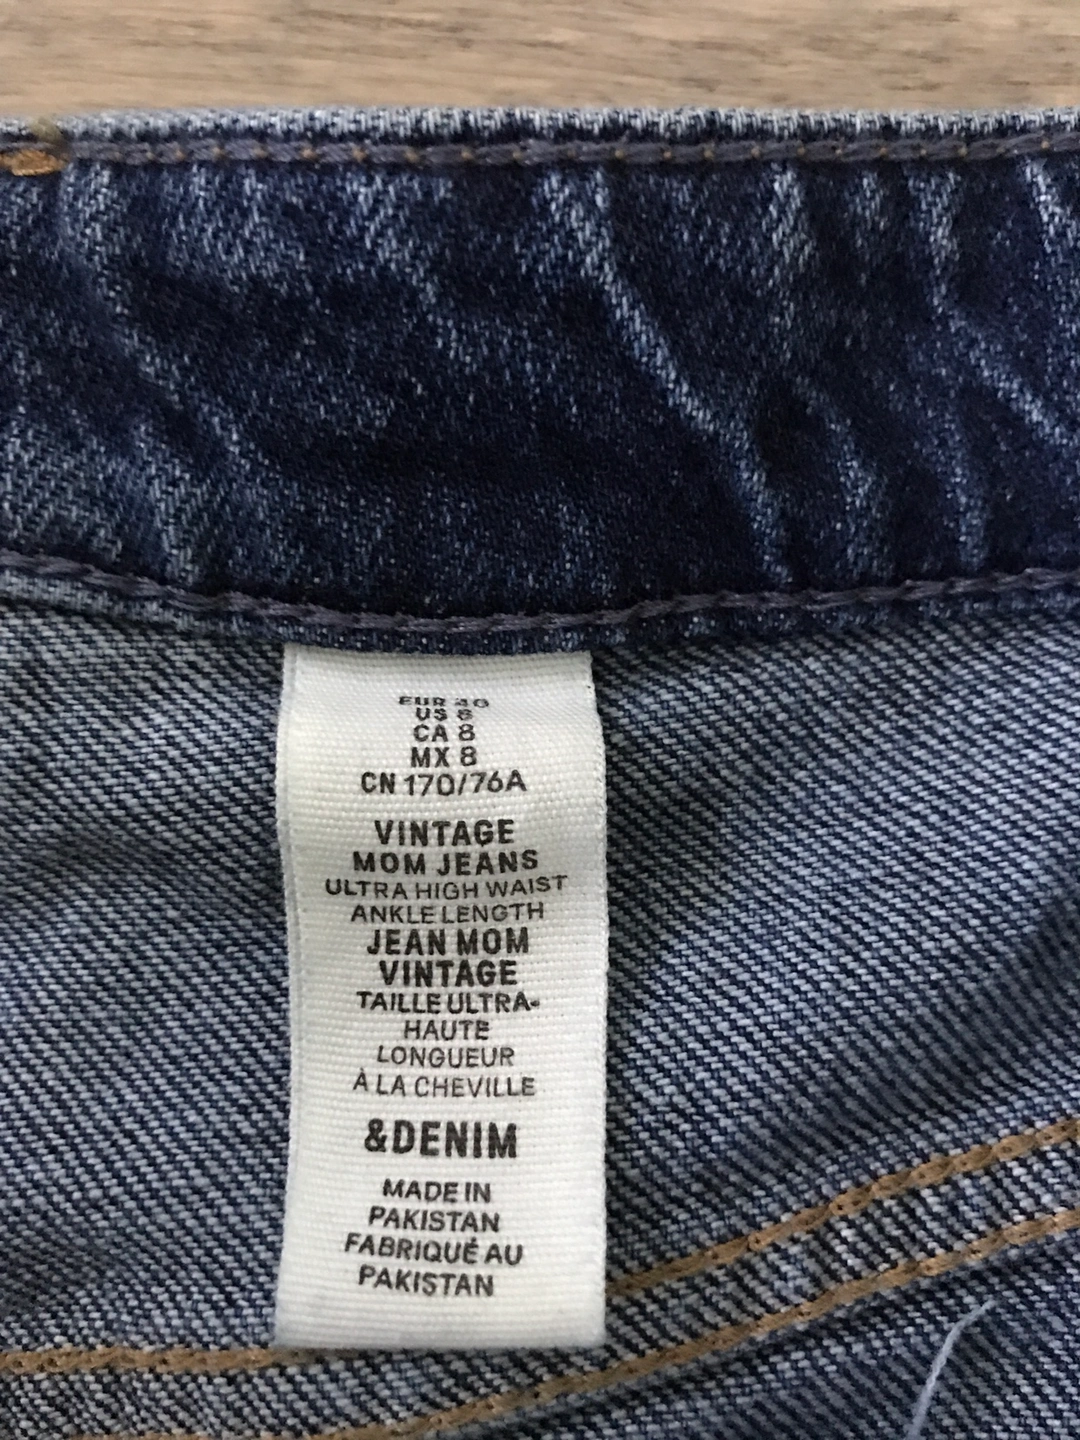 EUR 40
US 8
CA 8
MX 8
CN 170/76A
VINTAGE
MOM JEANS
ULTRA HIGH WAIST
ANKLE LENGTH
JEAN MOM
VINTAGE
TAILLE ULTRA-
HAUTE
LONGUEUR
À LA CHEVILLE
&DENIM
MADE IN
PAKISTAN
FABRIQUÉ AU
PAKISTAN